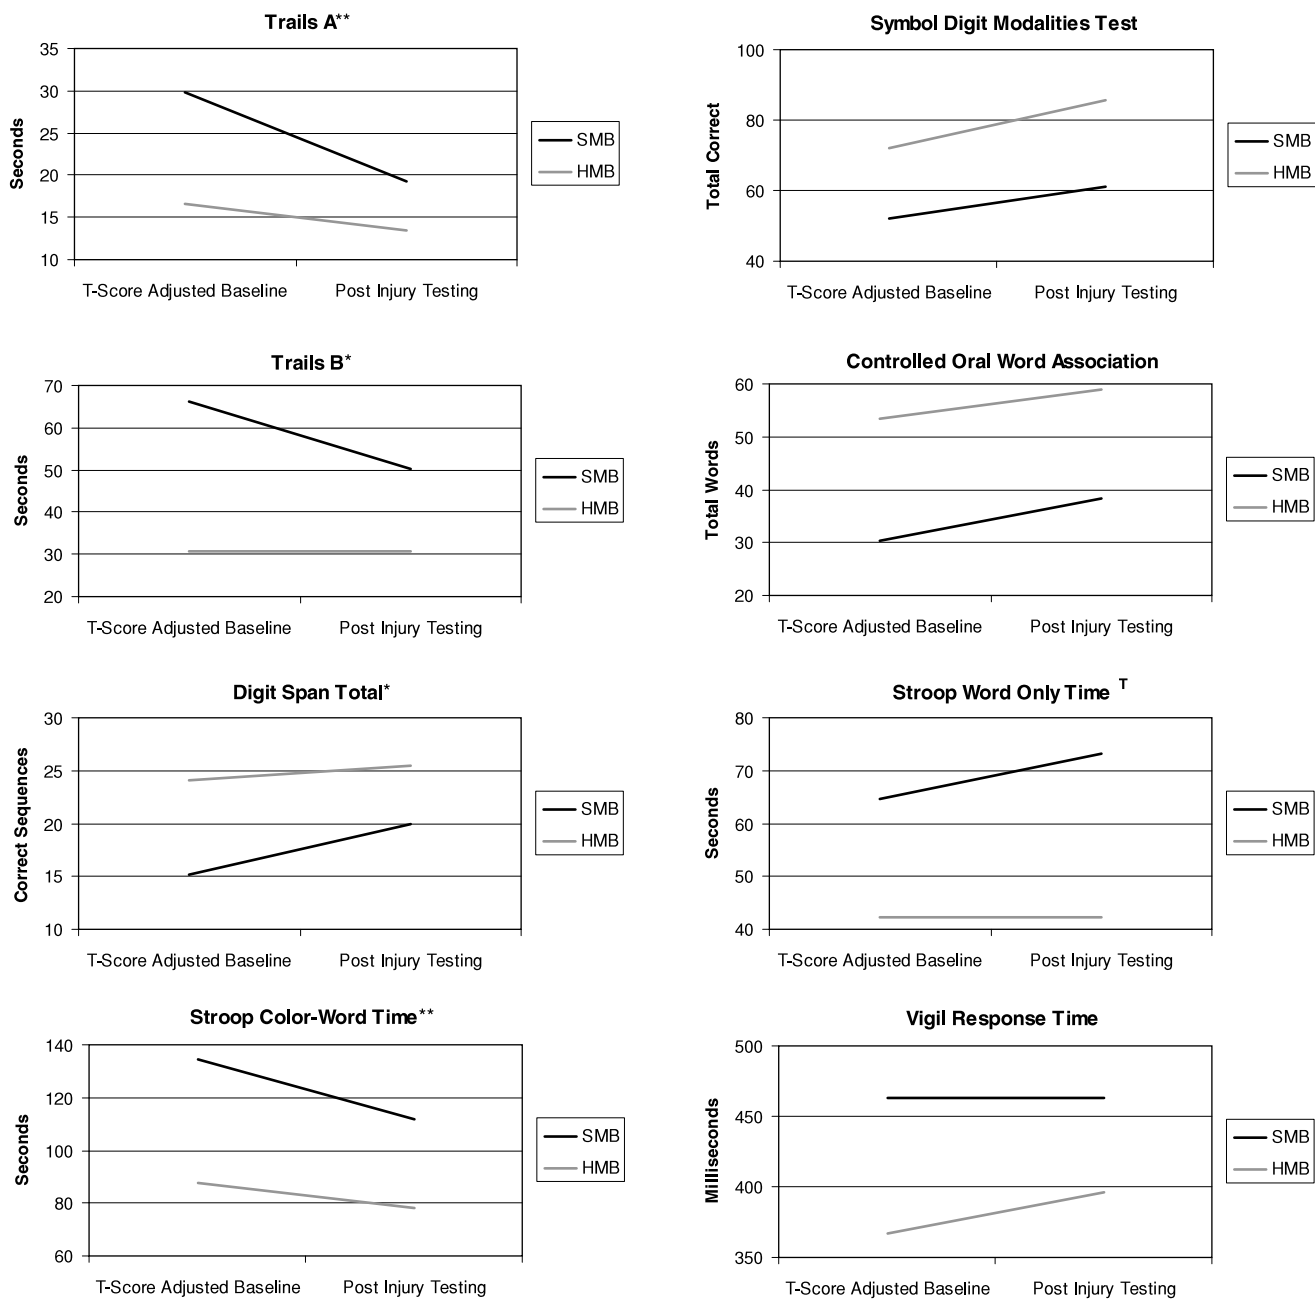 Trails A**
35
30
25
20
15
10
Seconds
T-Score Adjusted Baseline Post Injury Testing
SMB
HMB
Symbol Digit Modalities Test
100
80
60
40
Total Correct
T-Score Adjusted Baseline Post Injury Testing
SMB
HMB
Trails B*
70
60
50
40
30
20
Seconds
T-Score Adjusted Baseline Post Injury Testing
SMB
HMB
Controlled Oral Word Association
60
50
40
30
20
Total Words
T-Score Adjusted Baseline Post Injury Testing
SMB
HMB
Digit Span Total*
30
25
20
15
10
Correct Sequences
T-Score Adjusted Baseline Post Injury Testing
SMB
HMB
Stroop Word Only Time T
80
70
60
50
40
Seconds
T-Score Adjusted Baseline Post Injury Testing
SMB
HMB
Stroop Color-Word Time**
140
120
100
80
60
Seconds
T-Score Adjusted Baseline Post Injury Testing
SMB
HMB
Vigil Response Time
500
450
400
350
Milliseconds
T-Score Adjusted Baseline Post Injury Testing
SMB
HMB